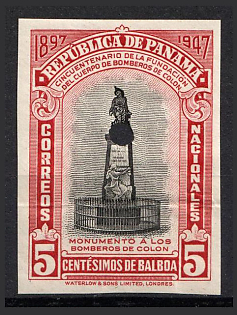 1897 1947
REPUBLICA DE PANAMA
CINCUENTENARIO DE LA FUNDACION
DEL CUERPO DE BOMBEROS DE COLON.
CORREOS
NACIONALES
MONUMENTO A LOS
BOMBEROS DE COLON
5 CENTÉSIMOS DE BALBOA 5
WATERLOW & SONS LIMITED, LONDRES.